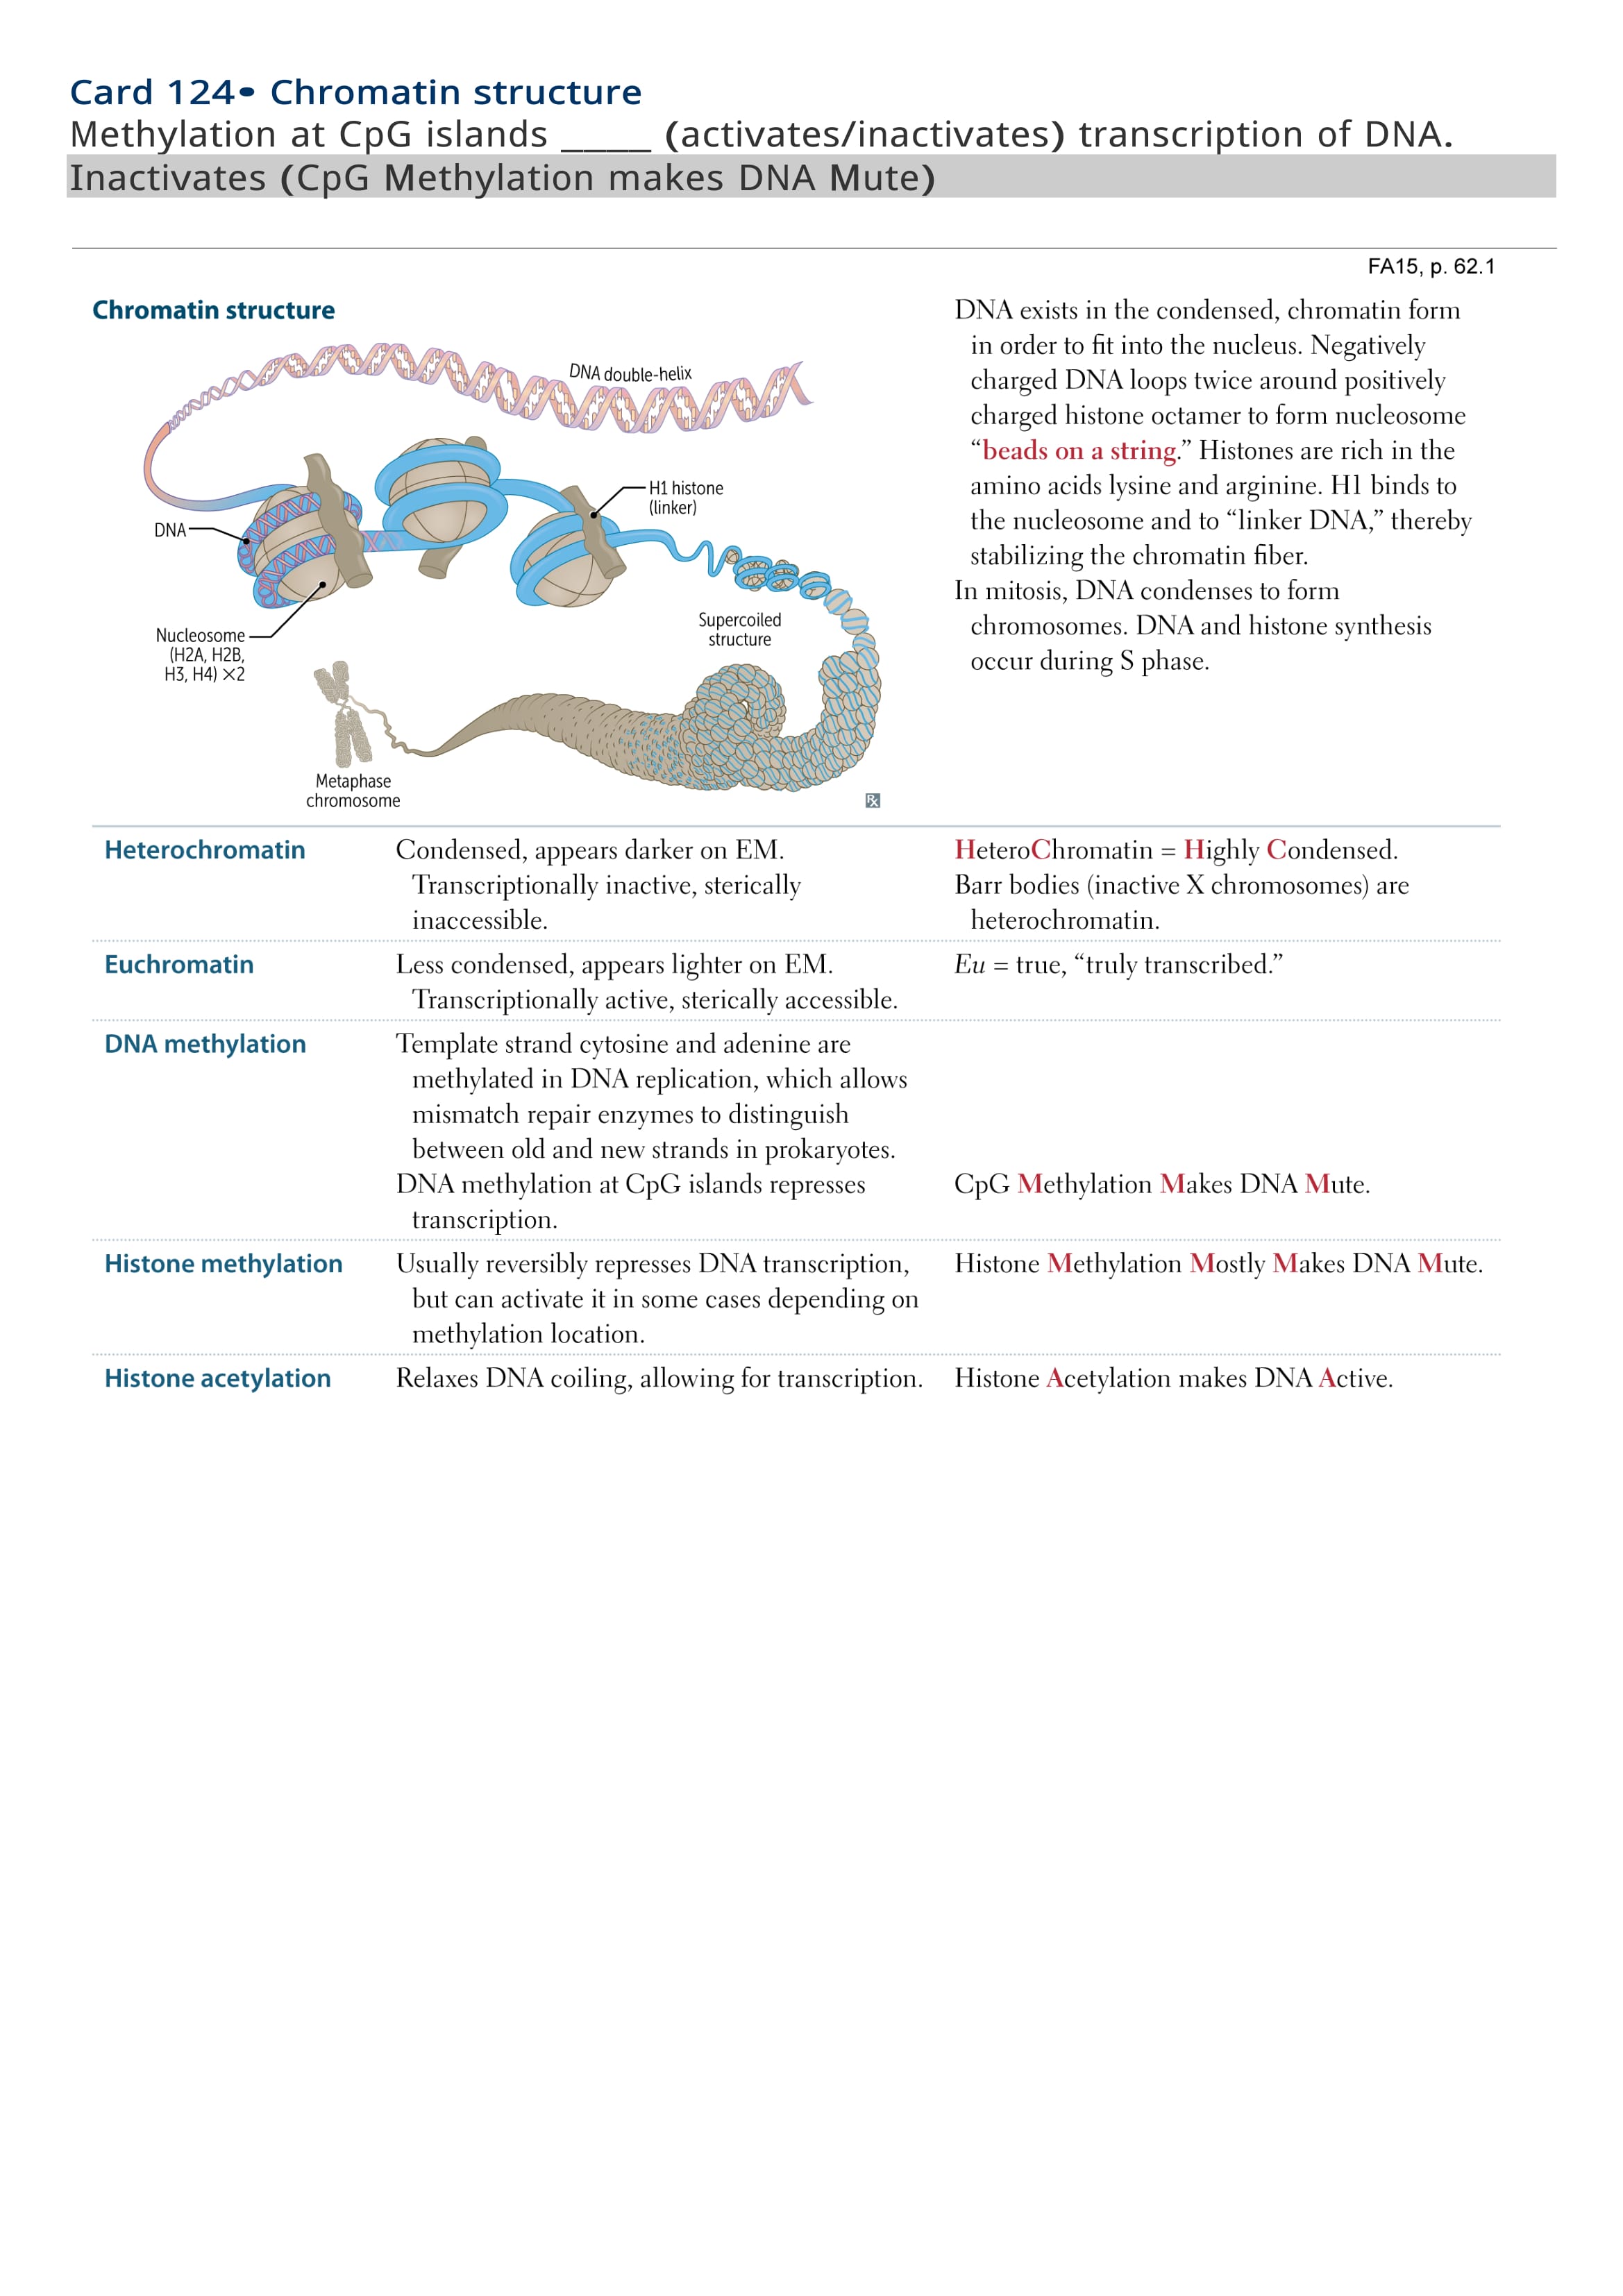 Card 124• Chromatin structure
Methylation at CpG islands ____ (activates/inactivates) transcription of DNA.
Inactivates (CpG Methylation makes DNA Mute)
FA15, p. 62.1
Chromatin structure
DNA double-helix
H1 histone
(linker)
DNA
Nucleosome
(H2A, H2B,
H3, H4) ×2
Supercoiled
structure
Metaphase
chromosome
Rx
DNA exists in the condensed, chromatin form
in order to fit into the nucleus. Negatively
charged DNA loops twice around positively
charged histone octamer to form nucleosome
“beads on a string.” Histones are rich in the
amino acids lysine and arginine. H1 binds to
the nucleosome and to “linker DNA,” thereby
stabilizing the chromatin fiber.
In mitosis, DNA condenses to form
chromosomes. DNA and histone synthesis
occur during S phase.
Heterochromatin
Condensed, appears darker on EM.
Transcriptionally inactive, sterically
inaccessible.
HeteroChromatin = Highly Condensed.
Barr bodies (inactive X chromosomes) are
heterochromatin.
Euchromatin
Less condensed, appears lighter on EM.
Transcriptionally active, sterically accessible.
Eu = true, “truly transcribed.”
DNA methylation
Template strand cytosine and adenine are
methylated in DNA replication, which allows
mismatch repair enzymes to distinguish
between old and new strands in prokaryotes.
DNA methylation at CpG islands represses
transcription.
CpG Methylation Makes DNA Mute.
Histone methylation
Usually reversibly represses DNA transcription,
but can activate it in some cases depending on
methylation location.
Histone Methylation Mostly Makes DNA Mute.
Histone acetylation
Relaxes DNA coiling, allowing for transcription.
Histone Acetylation makes DNA Active.